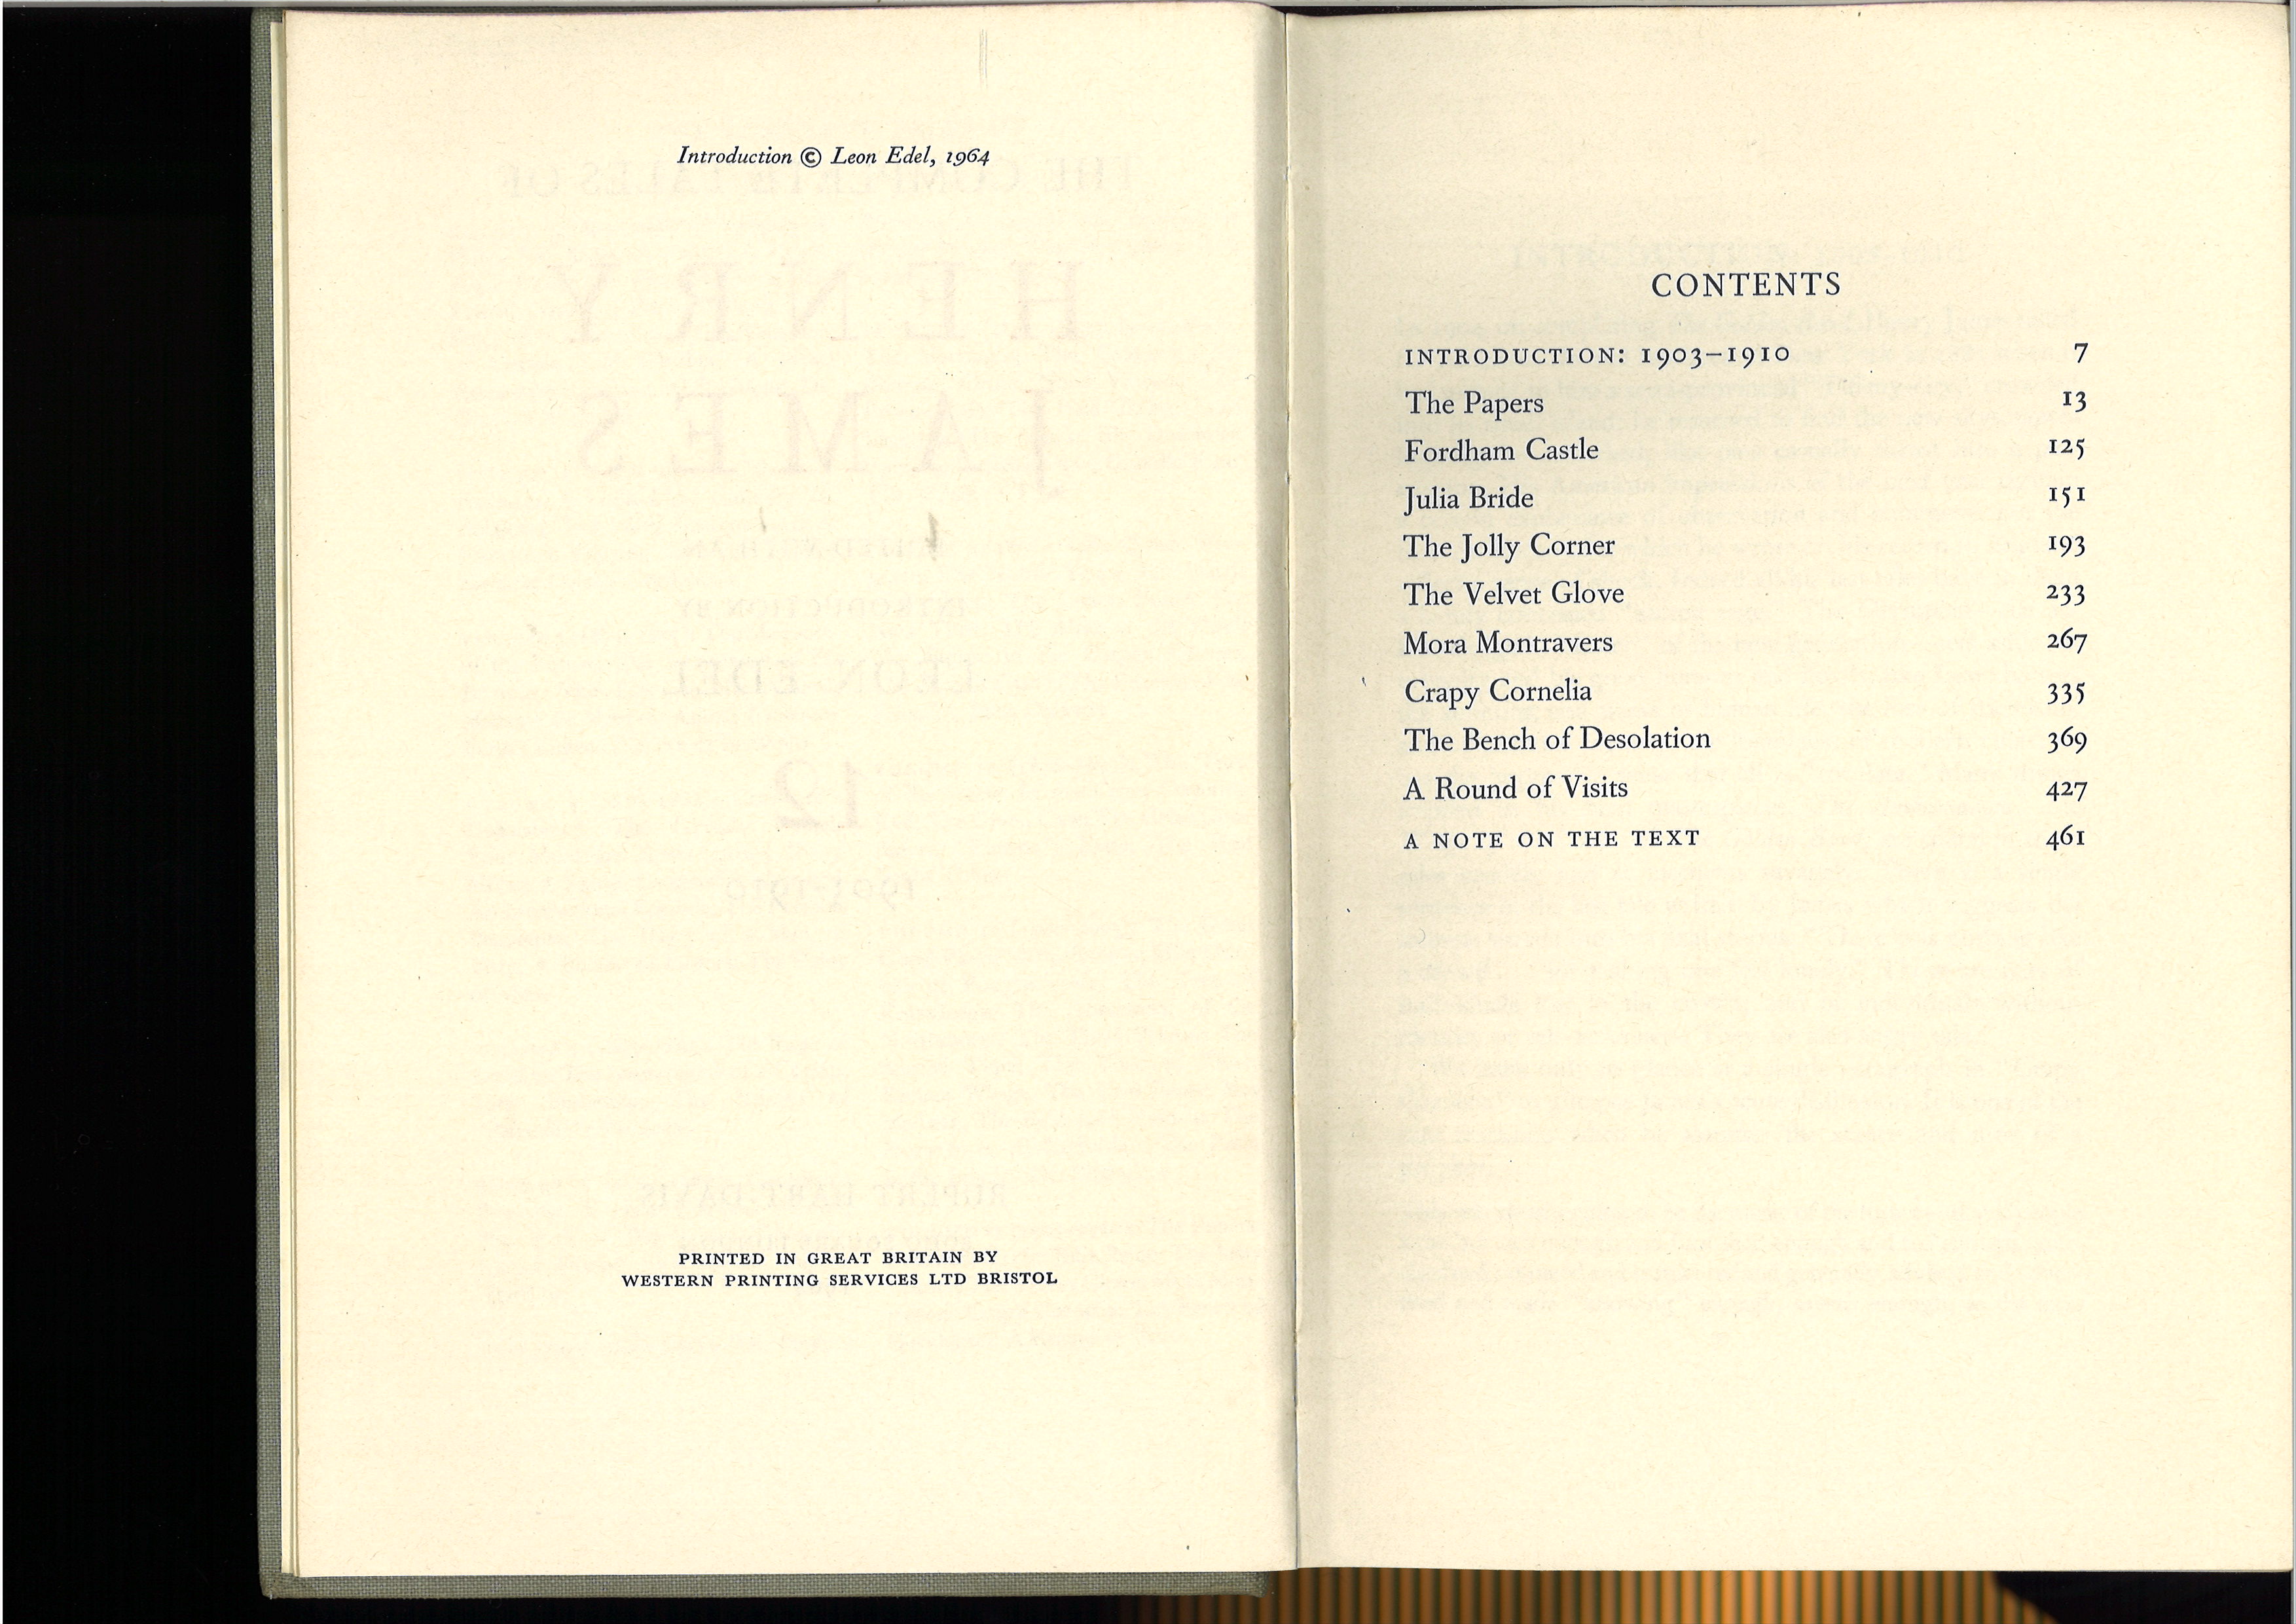 Introduction © Leon Edel, 1964
PRINTED IN GREAT BRITAIN BY
WESTERN PRINTING SERVICES LTD BRISTOL
CONTENTS
INTRODUCTION: 1903–1910 7
The Papers 13
Fordham Castle 125
Julia Bride 151
The Jolly Corner 193
The Velvet Glove 233
Mora Montravers 267
Crapy Cornelia 335
The Bench of Desolation 369
A Round of Visits 427
A NOTE ON THE TEXT 461